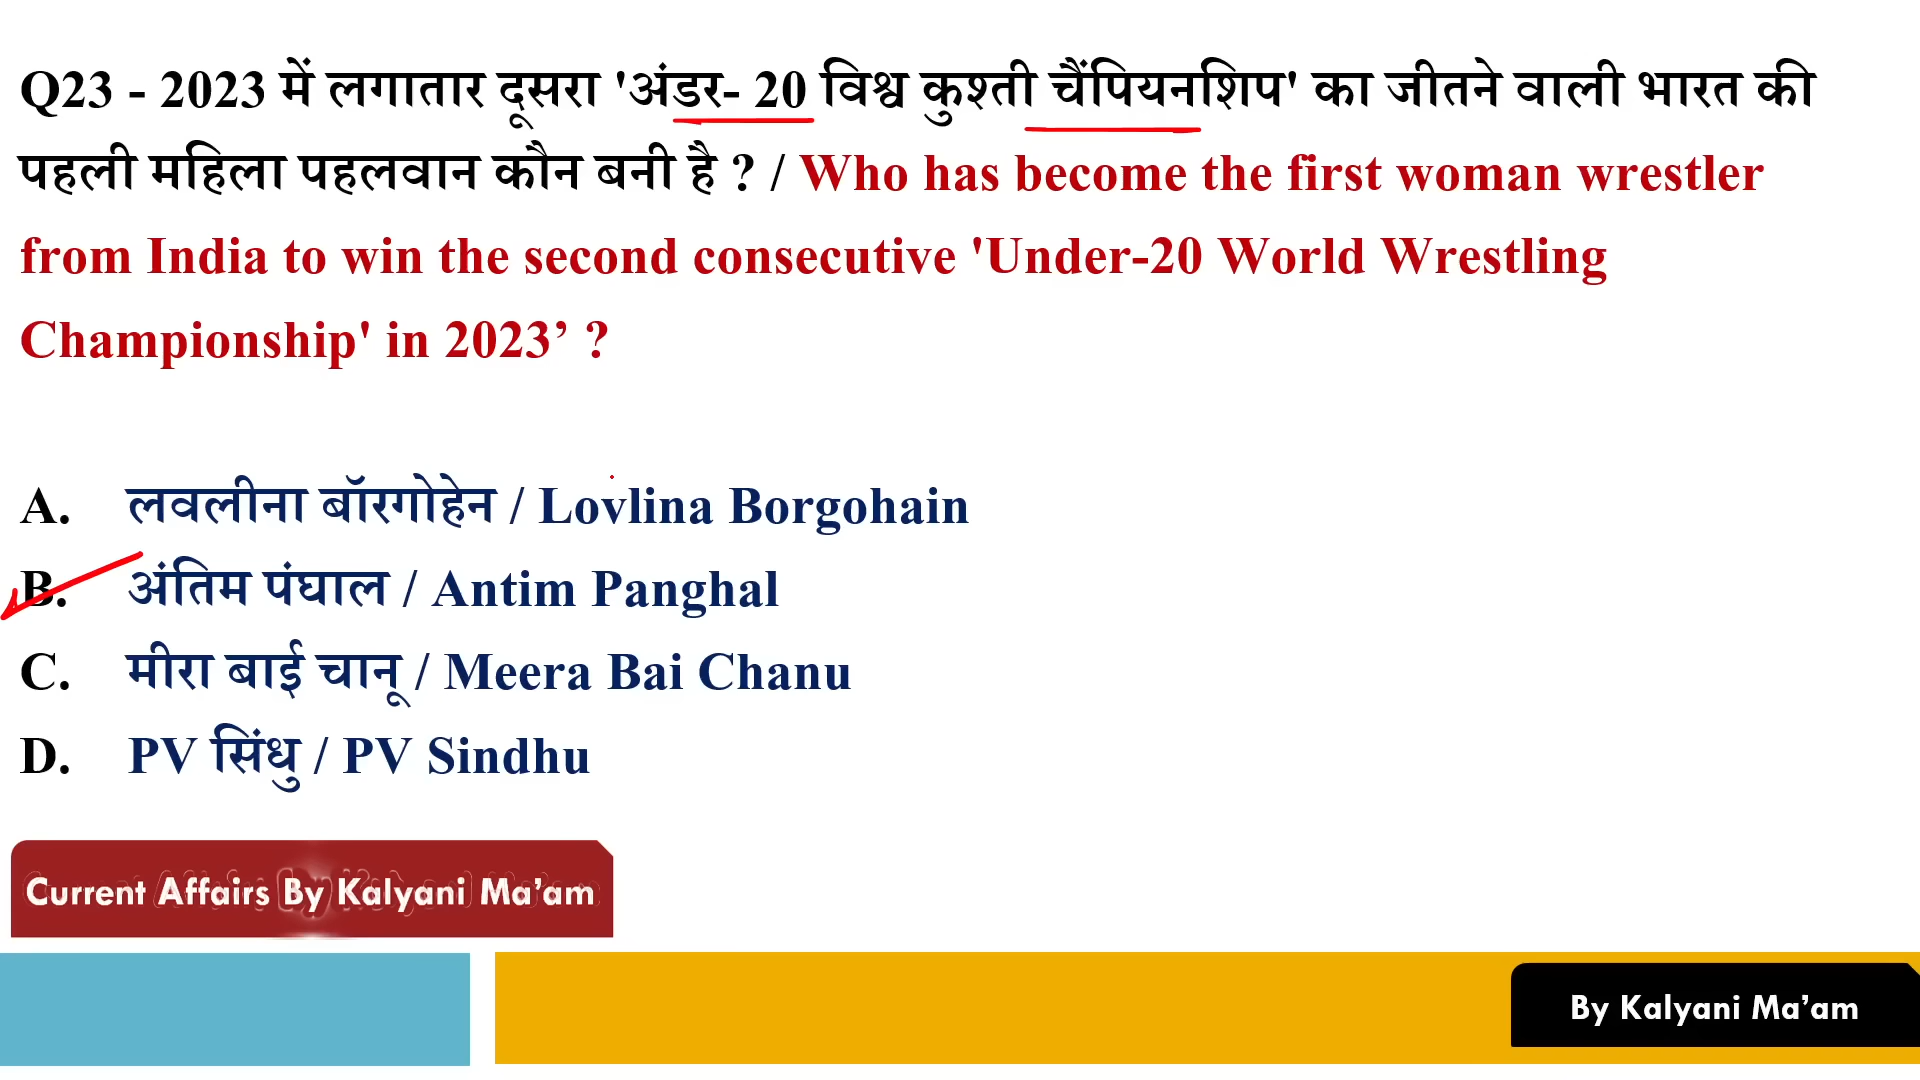 Q23 - 2023 में लगातार दूसरा 'अंडर- 20 विश्व कुश्ती चैंपियनशिप' का जीतने वाली भारत की
पहली महिला पहलवान कौन बनी है ? / Who has become the first woman wrestler
from India to win the second consecutive 'Under-20 World Wrestling
Championship' in 2023’ ?
A. लवलीना बॉरगोहेन / Lovlina Borgohain
B. अंतिम पंघाल / Antim Panghal
C. मीरा बाई चानू / Meera Bai Chanu
D. PV सिंधु / PV Sindhu
Current Affairs By Kalyani Ma’am
By Kalyani Ma’am